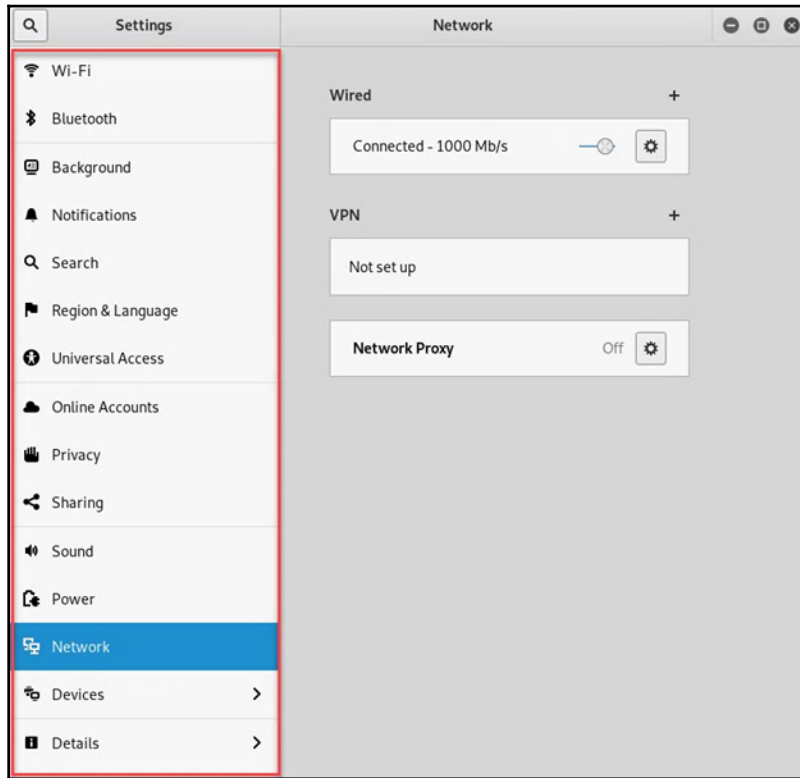 Settings
Network
Wi-Fi
Bluetooth
Background
Notifications
Search
Region & Language
Universal Access
Online Accounts
Privacy
Sharing
Sound
Power
Network
Devices
Details
Wired
Connected - 1000 Mb/s
VPN
Not set up
Network Proxy Off